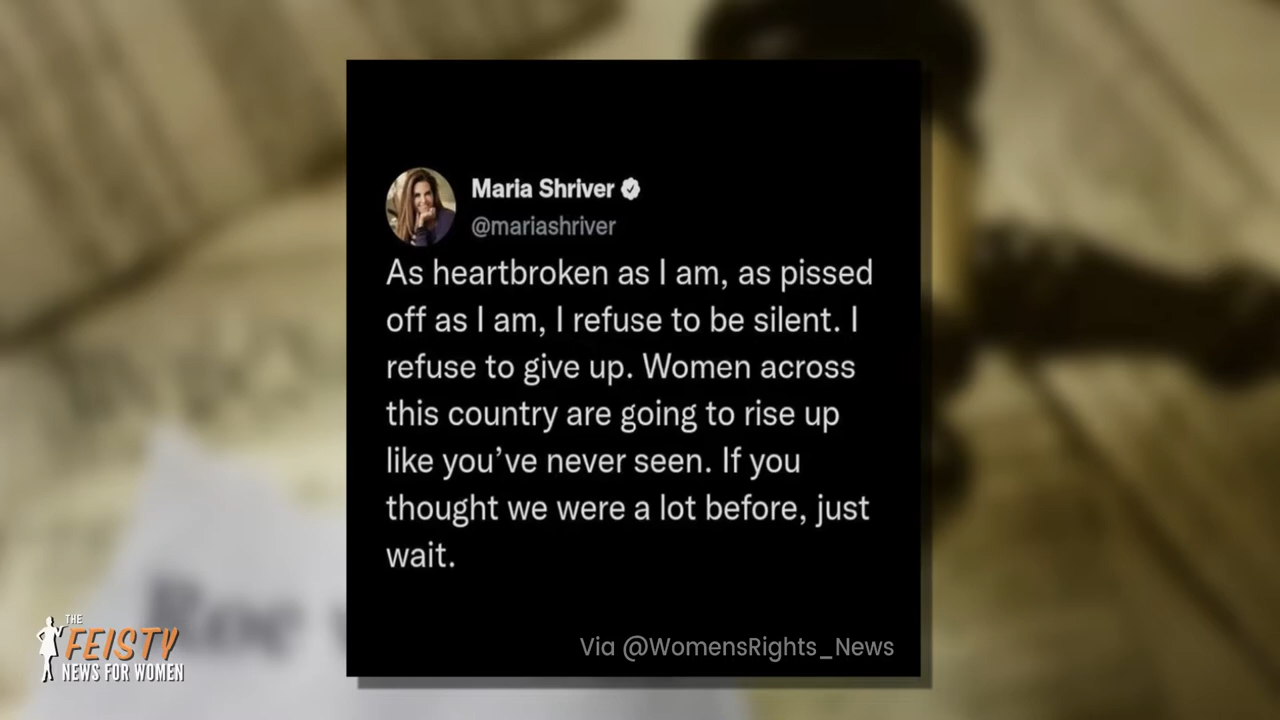 Maria Shriver
@mariashriver
As heartbroken as I am, as pissed
off as I am, I refuse to be silent. I
refuse to give up. Women across
this country are going to rise up
like you've never seen. If you
thought we were a lot before, just
wait.
Via @WomensRights_News
Roe v
THE
FEISTY
NEWS FOR WOMEN